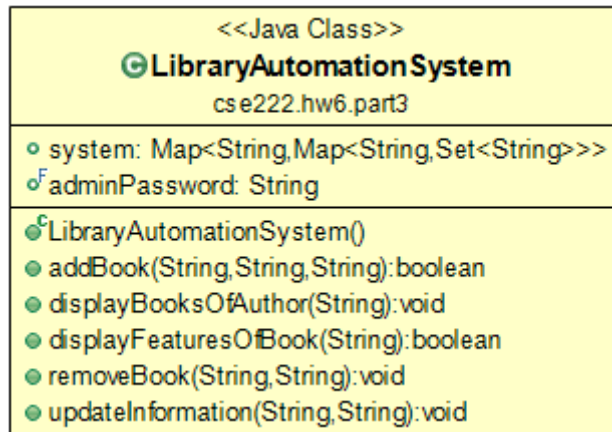 <<Java Class>>
LibraryAutomationSystem
cse222.hw6.part3
system: Map<String,Map<String,Set<String>>>
adminPassword: String
LibraryAutomationSystem()
addBook(String,String,String):boolean
displayBooksOfAuthor(String):void
displayFeaturesOfBook(String):boolean
removeBook(String,String):void
updateInformation(String,String):void